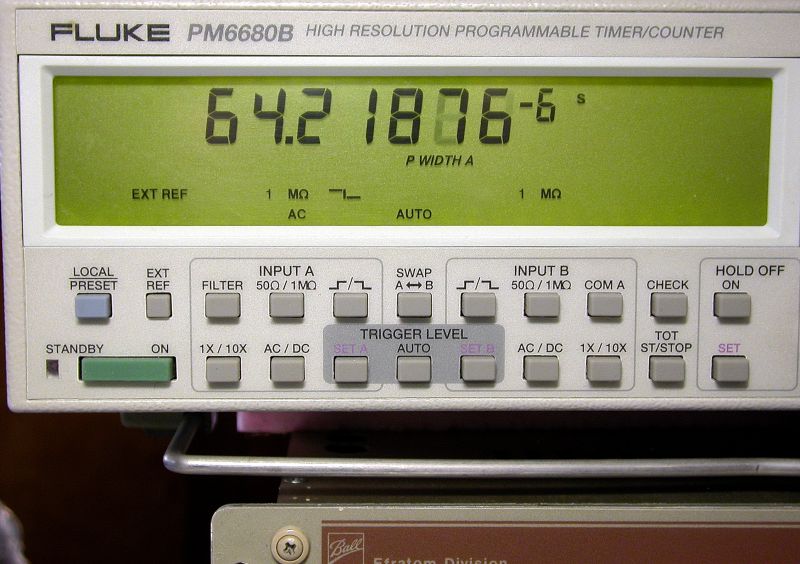 FLUKE PM6680B HIGH RESOLUTION PROGRAMMABLE TIMER/COUNTER
64.21876-6 s
P WIDTH A
EXT REF 1 MΩ 1 MΩ
AC AUTO
LOCAL PRESET EXT REF FILTER INPUT A 50Ω / 1MΩ SWAP A ↔ B INPUT B 50Ω / 1MΩ COM A CHECK HOLD OFF ON
TRIGGER LEVEL
STANDBY ON 1X / 10X AC / DC SET A AUTO SET B AC / DC 1X / 10X TOT ST/STOP SET
Ball
Efratom Division